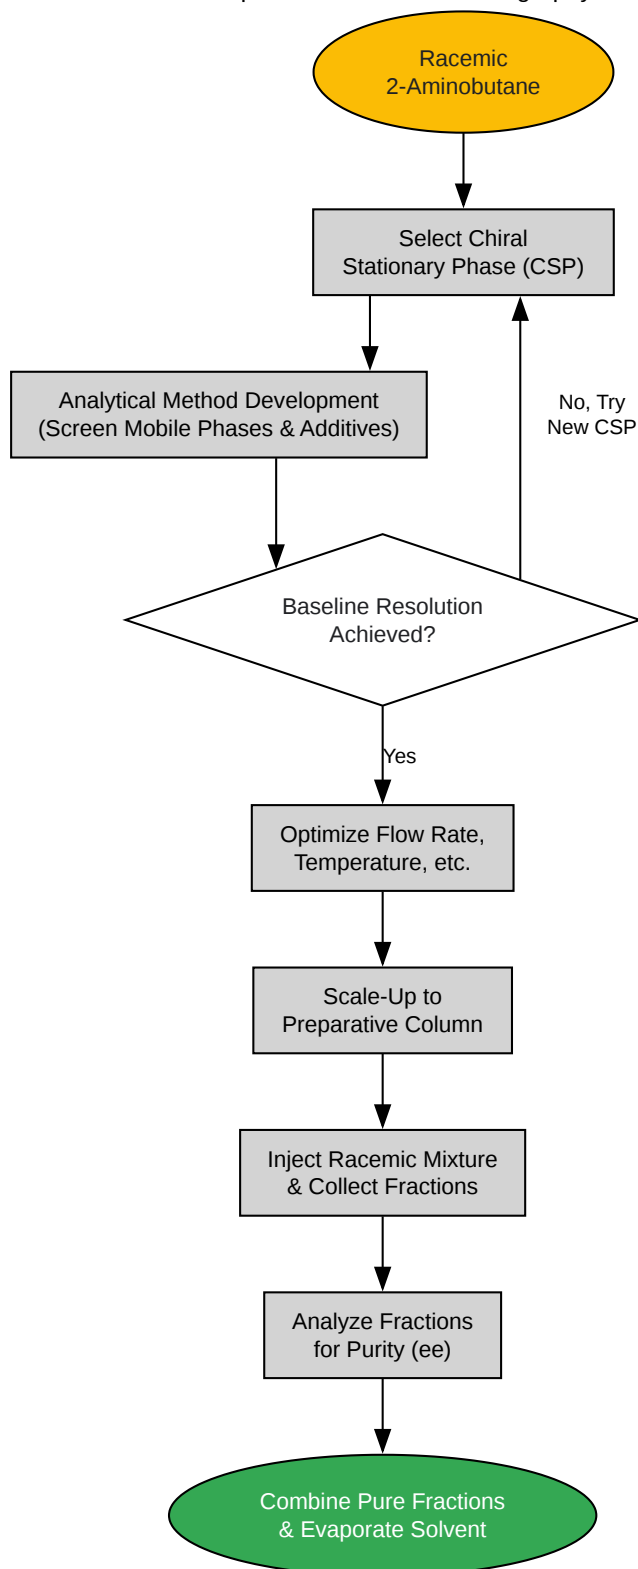 Racemic
2-Aminobutane
Select Chiral
Stationary Phase (CSP)
Analytical Method Development
(Screen Mobile Phases & Additives)
No, Try
New CSP
Baseline Resolution
Achieved?
Yes
Optimize Flow Rate,
Temperature, etc.
Scale-Up to
Preparative Column
Inject Racemic Mixture
& Collect Fractions
Analyze Fractions
for Purity (ee)
Combine Pure Fractions
& Evaporate Solvent